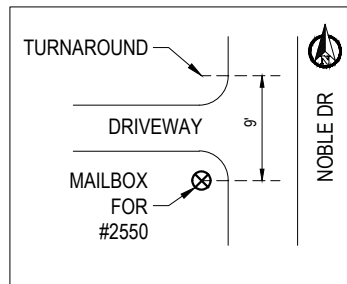 TURNAROUND
N
DRIVEWAY
9'
NOBLE DR
MAILBOX
FOR
#2550